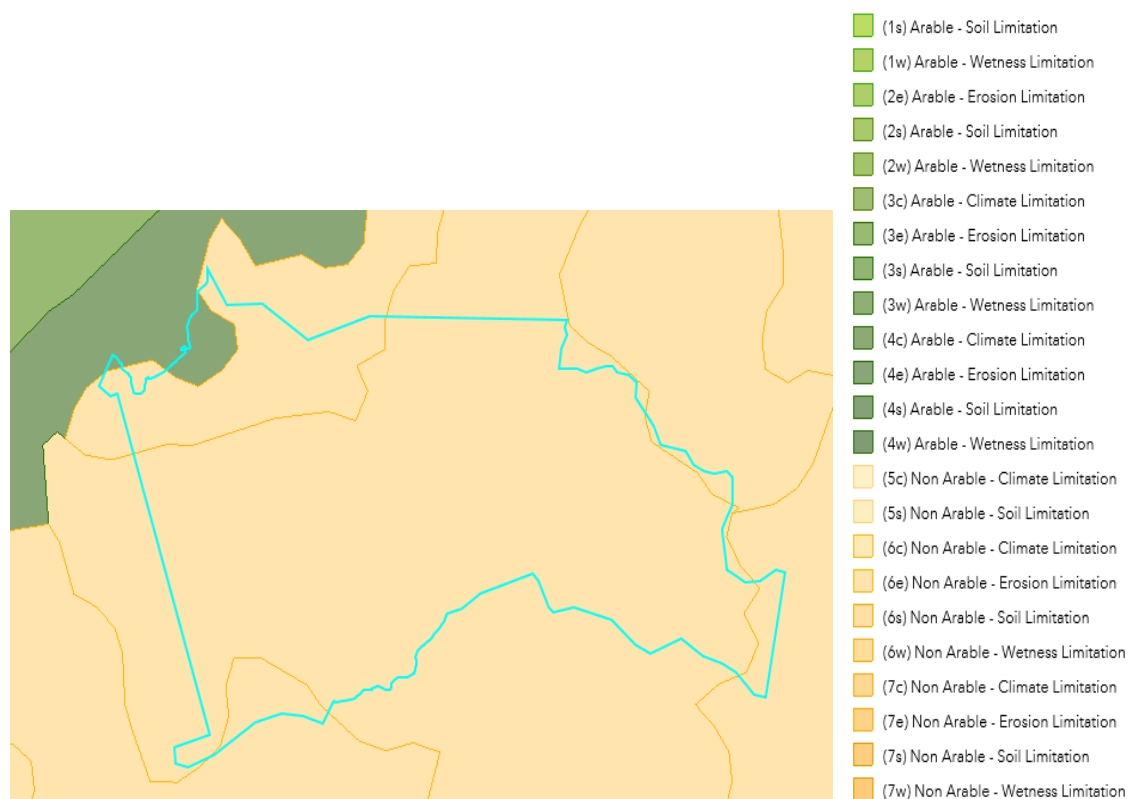 (1s) Arable - Soil Limitation
(1w) Arable - Wetness Limitation
(2e) Arable - Erosion Limitation
(2s) Arable - Soil Limitation
(2w) Arable - Wetness Limitation
(3c) Arable - Climate Limitation
(3e) Arable - Erosion Limitation
(3s) Arable - Soil Limitation
(3w) Arable - Wetness Limitation
(4c) Arable - Climate Limitation
(4e) Arable - Erosion Limitation
(4s) Arable - Soil Limitation
(4w) Arable - Wetness Limitation
(5c) Non Arable - Climate Limitation
(5s) Non Arable - Soil Limitation
(6c) Non Arable - Climate Limitation
(6e) Non Arable - Erosion Limitation
(6s) Non Arable - Soil Limitation
(6w) Non Arable - Wetness Limitation
(7c) Non Arable - Climate Limitation
(7e) Non Arable - Erosion Limitation
(7s) Non Arable - Soil Limitation
(7w) Non Arable - Wetness Limitation